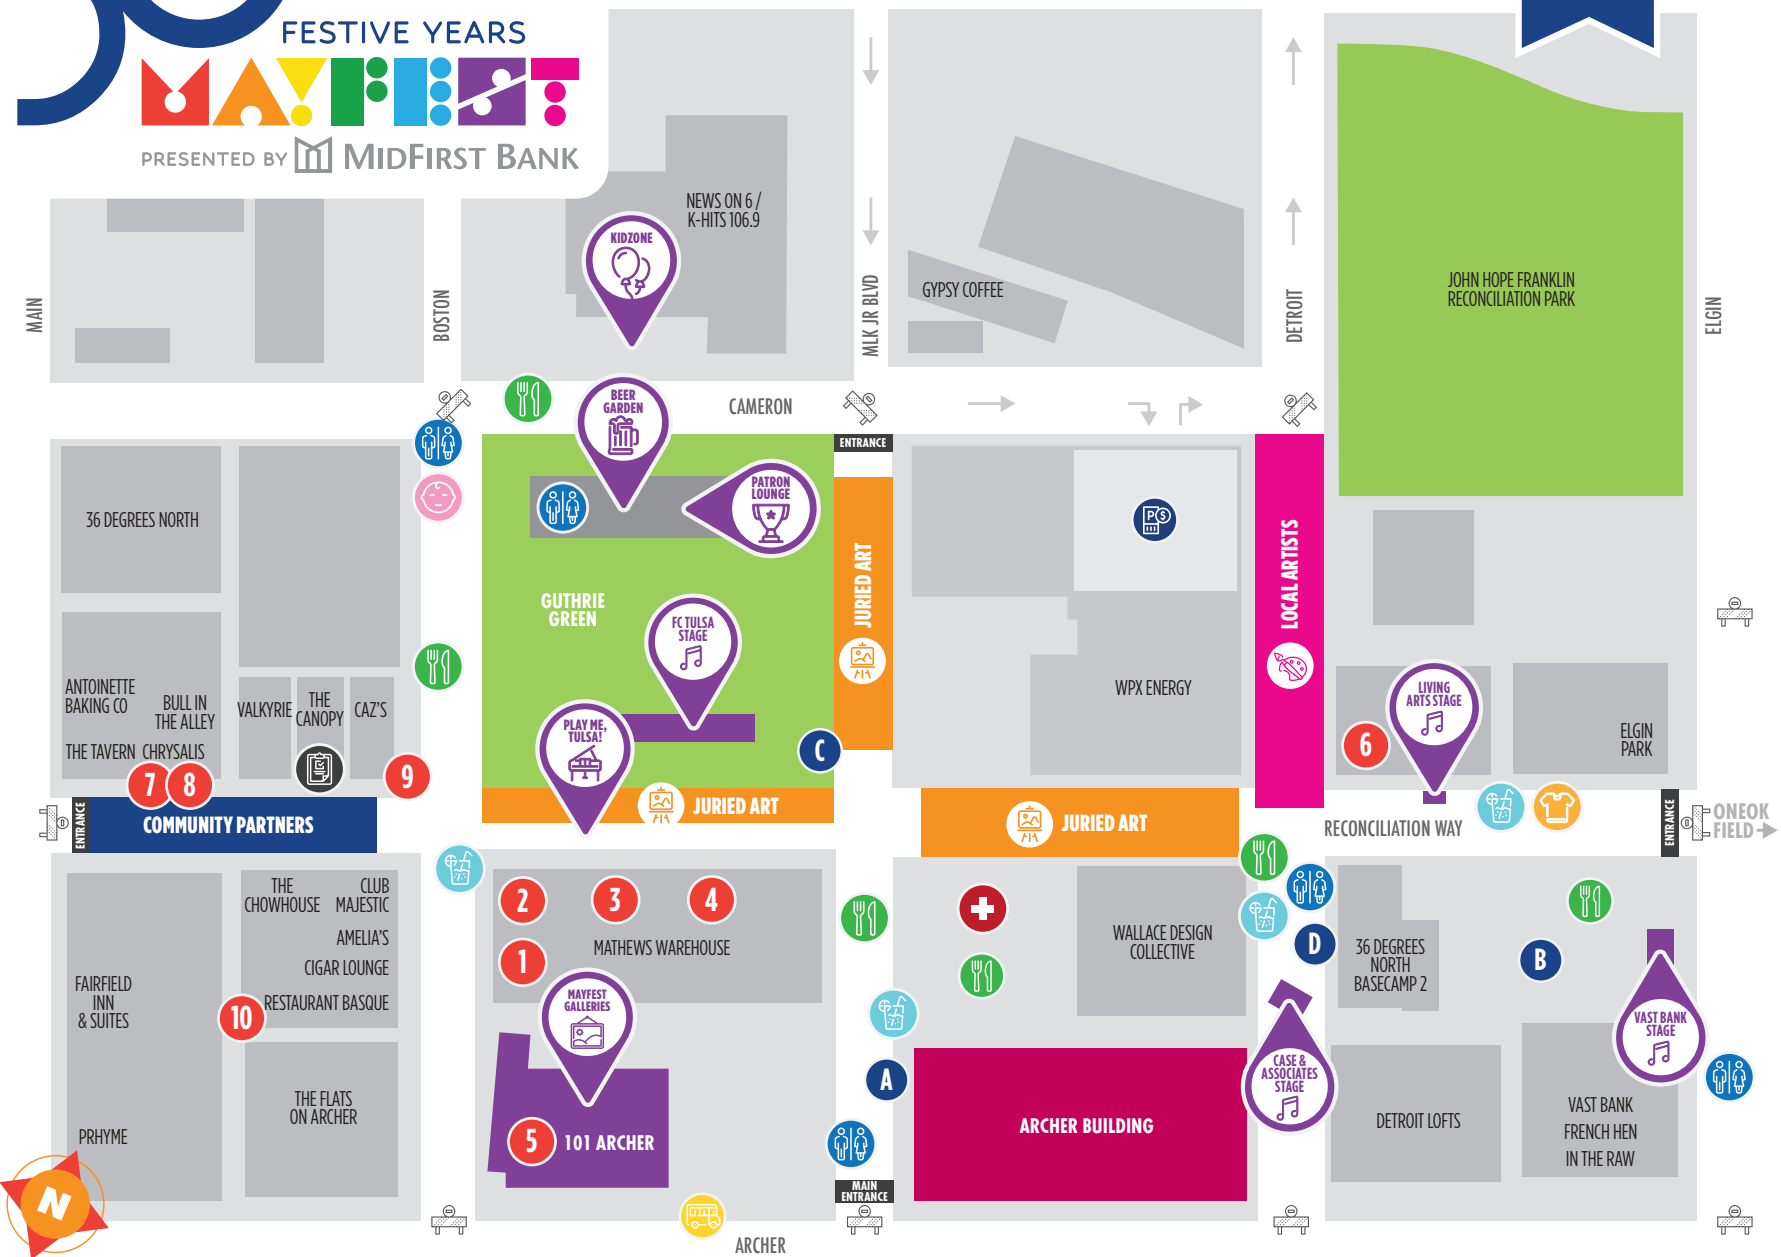 FESTIVE YEARS
MAYFEST
PRESENTED BY MIDFIRST BANK
NEWS ON 6 /
K-HITS 106.9
KIDZONE
GYPSY COFFEE
JOHN HOPE FRANKLIN
RECONCILIATION PARK
MAIN
BOSTON
MLK JR BLVD
DETROIT
ELGIN
BEER
GARDEN
CAMERON
ENTRANCE
PATRON
LOUNGE
P$
36 DEGREES NORTH
JURIED ART
LOCAL ARTISTS
GUTHRIE
GREEN
FC TULSA
STAGE
WPX ENERGY
LIVING
ARTS STAGE
ANTOINETTE
BAKING CO
BULL IN
THE ALLEY
VALKYRIE
THE
CANOPY
CAZ'S
PLAY ME,
TULSA!
ELGIN
PARK
THE TAVERN
CHRYSALIS
C
6
7
8
9
ENTRANCE
COMMUNITY PARTNERS
JURIED ART
JURIED ART
RECONCILIATION WAY
ENTRANCE
ONEOK
FIELD
THE
CHOWHOUSE
CLUB
MAJESTIC
AMELIA'S
CIGAR LOUNGE
RESTAURANT BASQUE
2
3
4
1
MATHEWS WAREHOUSE
WALLACE DESIGN
COLLECTIVE
D
36 DEGREES
NORTH
BASECAMP 2
B
FAIRFIELD
INN
& SUITES
10
MAYFEST
GALLERIES
VAST BANK
STAGE
CASE &
ASSOCIATES
STAGE
A
THE FLATS
ON ARCHER
PRHYME
5
101 ARCHER
ARCHER BUILDING
DETROIT LOFTS
VAST BANK
FRENCH HEN
IN THE RAW
MAIN
ENTRANCE
N
ARCHER